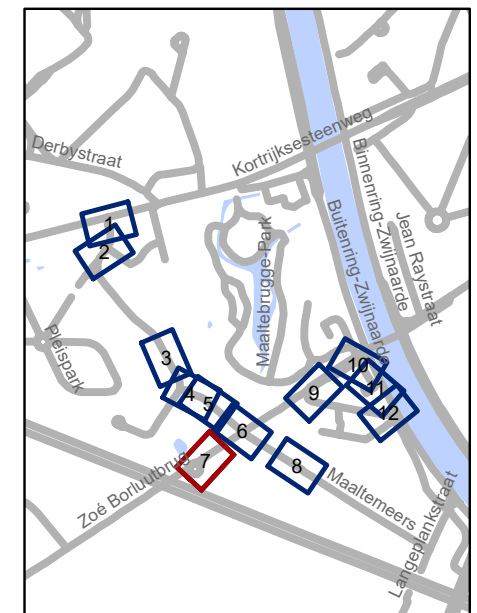 Derbystraat
Kortrijksesteenweg
Binnenring-Zwijnaarde
Jean Raystraat
Buitenring-Zwijnaarde
Maaltebrugge-Park
Pleispark
Zoé Borluutbrug
Maaltemeers
Langeplankstraat
1
2
3
4
5
6
7
8
9
10
11
12